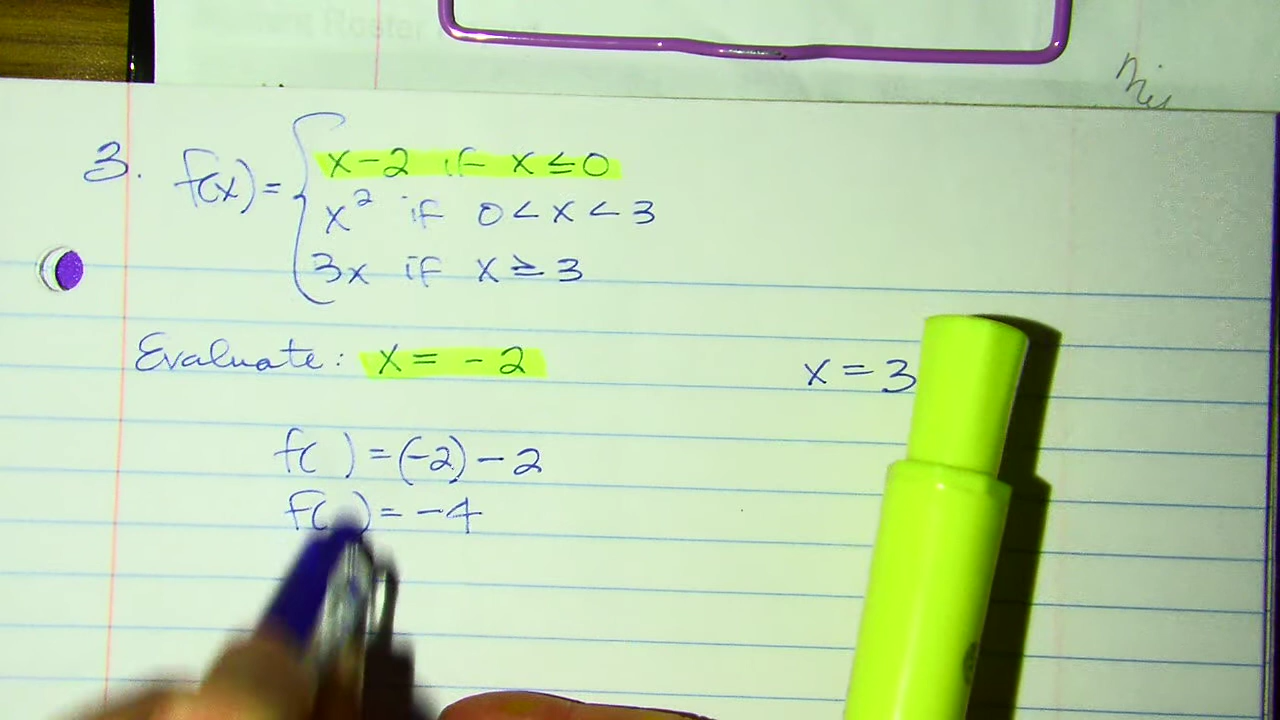 3. f(x) = { x - 2 if x ≤ 0
x² if 0 < x < 3
3x if x ≥ 3
Evaluate: x = -2 x = 3
f( ) = (-2) - 2
f( ) = -4